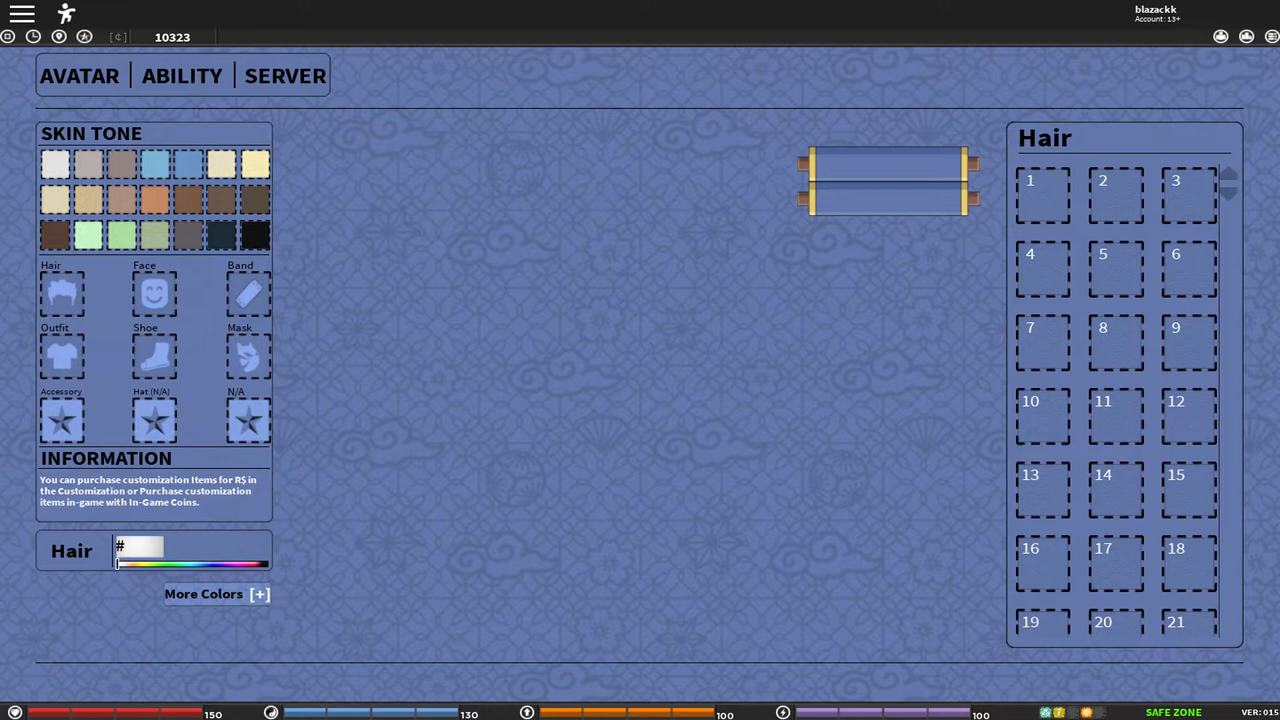 blazackk
Account: 13+
[¢]
10323
AVATAR | ABILITY | SERVER
SKIN TONE
Hair
Face
Band
Outfit
Shoe
Mask
Accessory
Hat (N/A)
N/A
INFORMATION
You can purchase customization Items for R$ in
the Customization or Purchase customization
items in-game with In-Game Coins.
Hair
#
More Colors [+]
Hair
1 2 3
4 5 6
7 8 9
10 11 12
13 14 15
16 17 18
19 20 21
150
130
100
100
SAFE ZONE
VER: 015